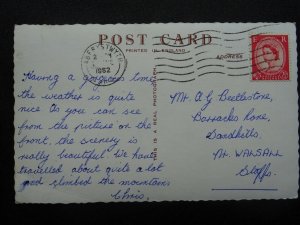 POST CARD
PRINTED IN ENGLAND
ADDRESS
1962
THIS IS A REAL PHOTOGRAPH
Having a gorgeous time
the weather is quite
nice. As you can see
from the picture on the
front, the scenery is
really beautiful. We have
travelled about quite a lot
and climbed the mountains
Chris.
Mr. A G
Barracks Lane,
Nr. WALSALL
Staffs.